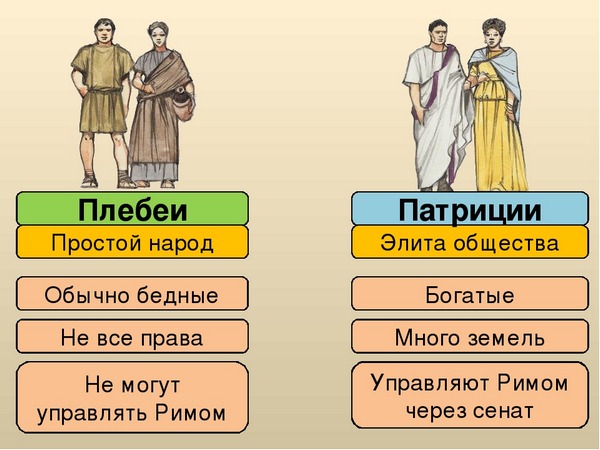 Плебеи
Простой народ
Обычно бедные
Не все права
Не могут
управлять Римом
Патриции
Элита общества
Богатые
Много земель
Управляют Римом
через сенат